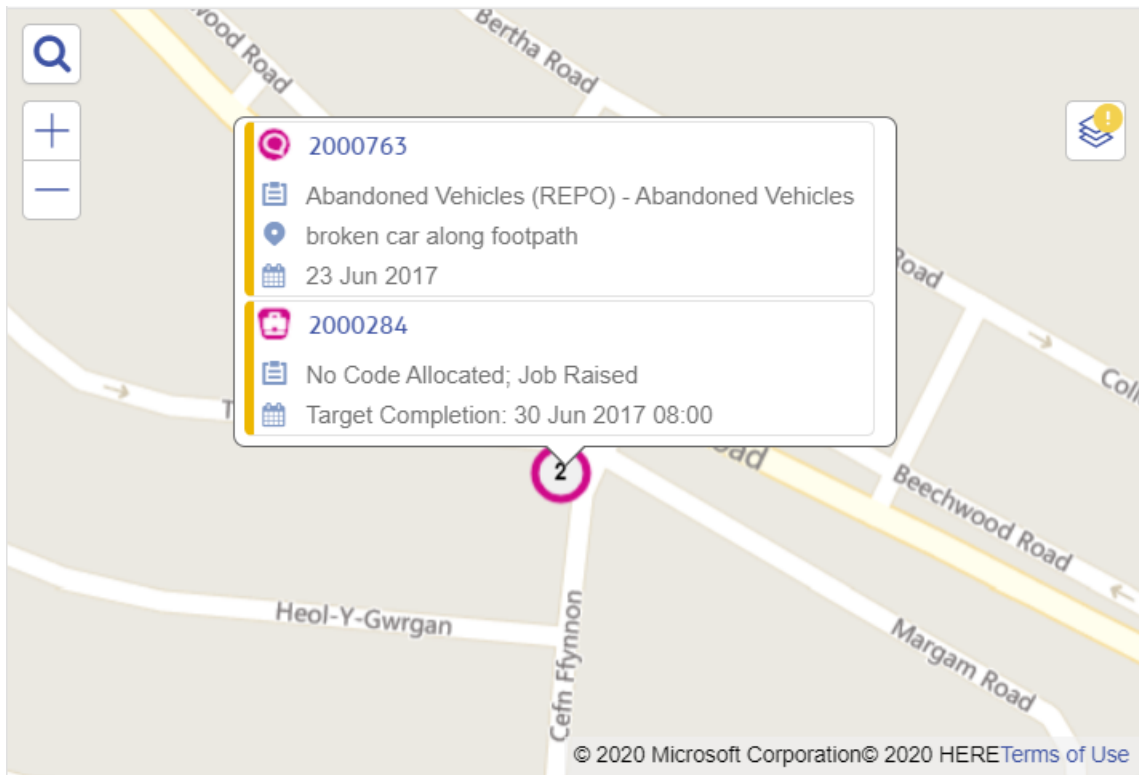 wood Road
Bertha Road
2000763
Abandoned Vehicles (REPO) - Abandoned Vehicles
broken car along footpath
23 Jun 2017
2000284
No Code Allocated; Job Raised
Target Completion: 30 Jun 2017 08:00
Road
Coll
T
2
oad
Beechwood Road
Heol-Y-Gwrgan
Cefn Ffynnon
Margam Road
© 2020 Microsoft Corporation© 2020 HERETerms of Use